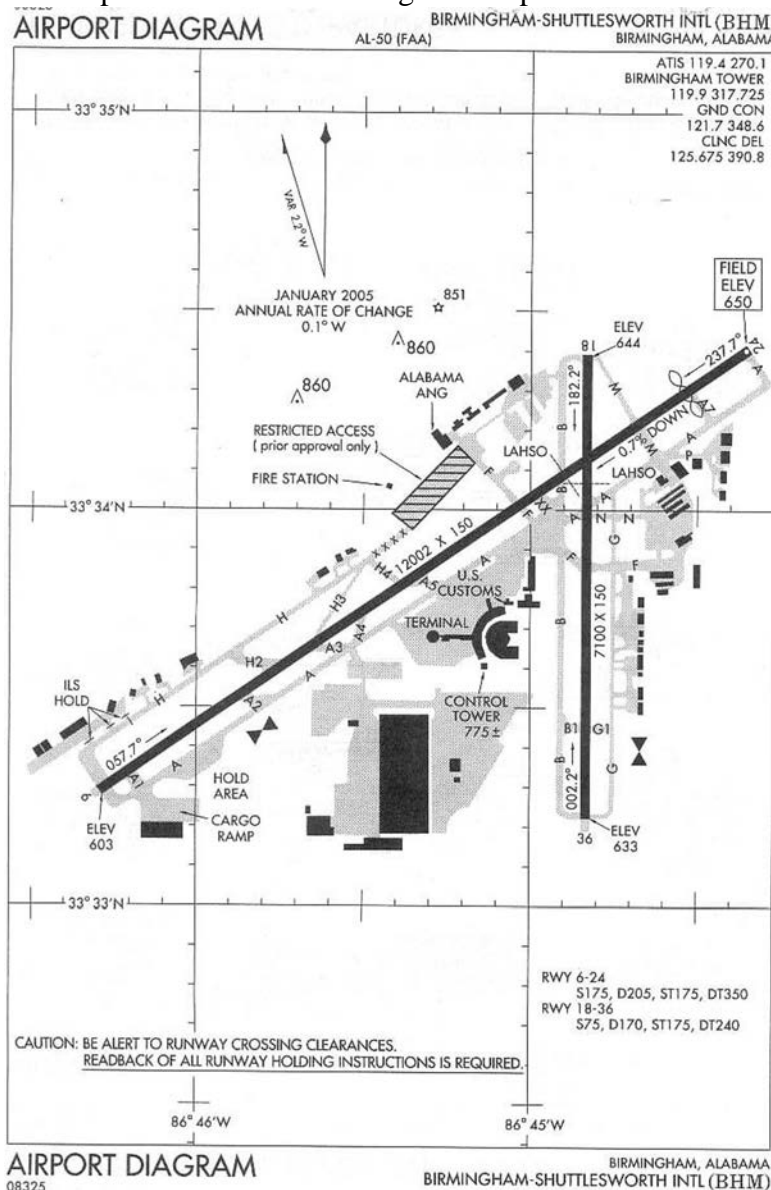 AIRPORT DIAGRAM
AL-50 (FAA)
BIRMINGHAM-SHUTTLESWORTH INTL (BHM)
BIRMINGHAM, ALABAMA
ATIS 119.4 270.1
BIRMINGHAM TOWER
119.9 317.725
GND CON
121.7 348.6
CLNC DEL
125.675 390.8
33° 35'N
VAR 2.2° W
JANUARY 2005
ANNUAL RATE OF CHANGE
0.1° W
851
860
860
FIELD
ELEV
650
ELEV
644
18
237.7°
24
A
182.2°
M
A7
ALABAMA
ANG
RESTRICTED ACCESS
(prior approval only)
FIRE STATION
LAHSO
0.7% DOWN
M
A
P
B
LAHSO
33° 34'N
F
F
B
A
A
N
N
G
12002 X 150
x x x x
H4
A5
A
F
F
U.S.
CUSTOMS
TERMINAL
H
H3
A4
A3
A
H2
B
7100 X 150
ILS
HOLD
H
A2
057.7°
CONTROL
TOWER
775 ±
B1
G1
B
002.2°
G
A1
A
6
HOLD
AREA
CARGO
RAMP
ELEV
603
36
ELEV
633
33° 33'N
RWY 6-24
S175, D205, ST175, DT350
RWY 18-36
S75, D170, ST175, DT240
CAUTION: BE ALERT TO RUNWAY CROSSING CLEARANCES.
READBACK OF ALL RUNWAY HOLDING INSTRUCTIONS IS REQUIRED.
86° 46'W
86° 45'W
AIRPORT DIAGRAM
08325
BIRMINGHAM, ALABAMA
BIRMINGHAM-SHUTTLESWORTH INTL (BHM)